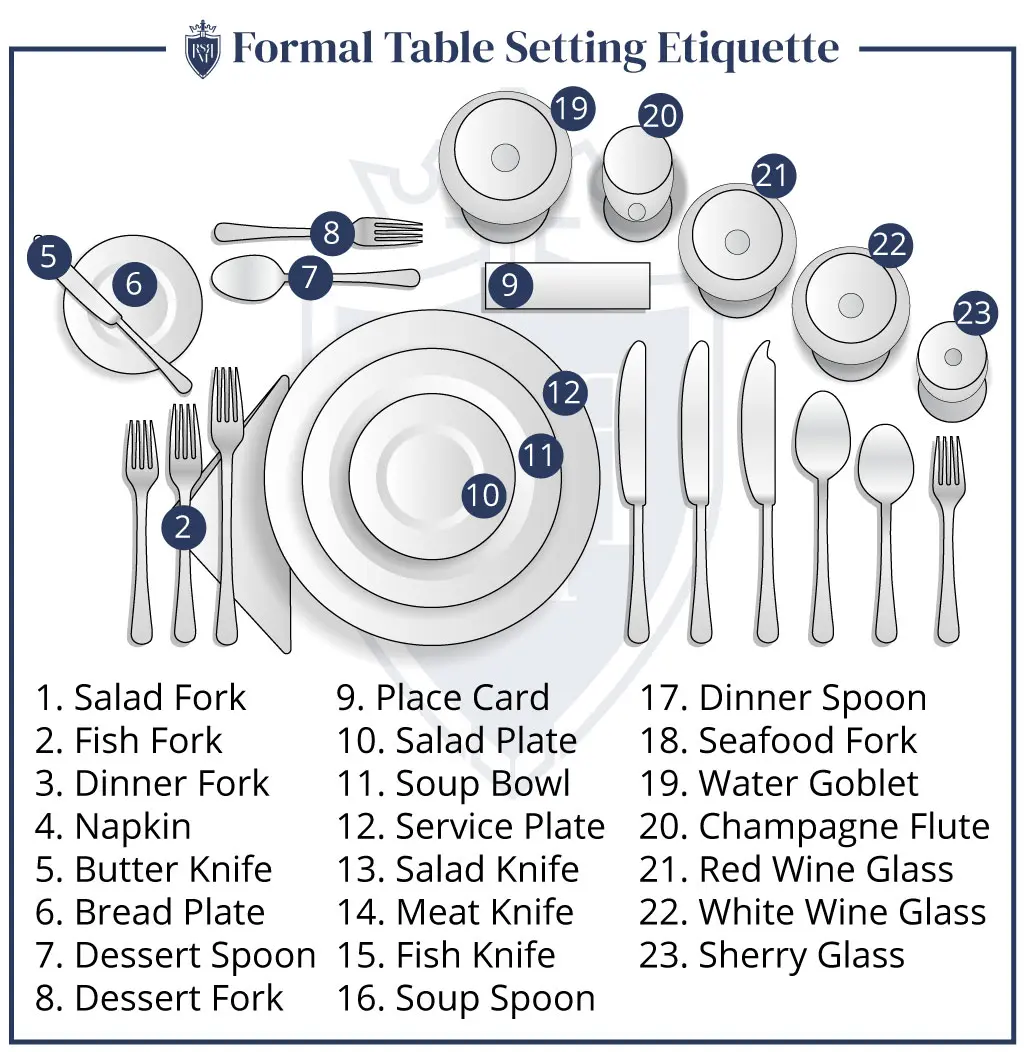 Formal Table Setting Etiquette
19
20
21
22
23
8
7
5
6
9
12
11
10
2
1. Salad Fork
2. Fish Fork
3. Dinner Fork
4. Napkin
5. Butter Knife
6. Bread Plate
7. Dessert Spoon
8. Dessert Fork
9. Place Card
10. Salad Plate
11. Soup Bowl
12. Service Plate
13. Salad Knife
14. Meat Knife
15. Fish Knife
16. Soup Spoon
17. Dinner Spoon
18. Seafood Fork
19. Water Goblet
20. Champagne Flute
21. Red Wine Glass
22. White Wine Glass
23. Sherry Glass